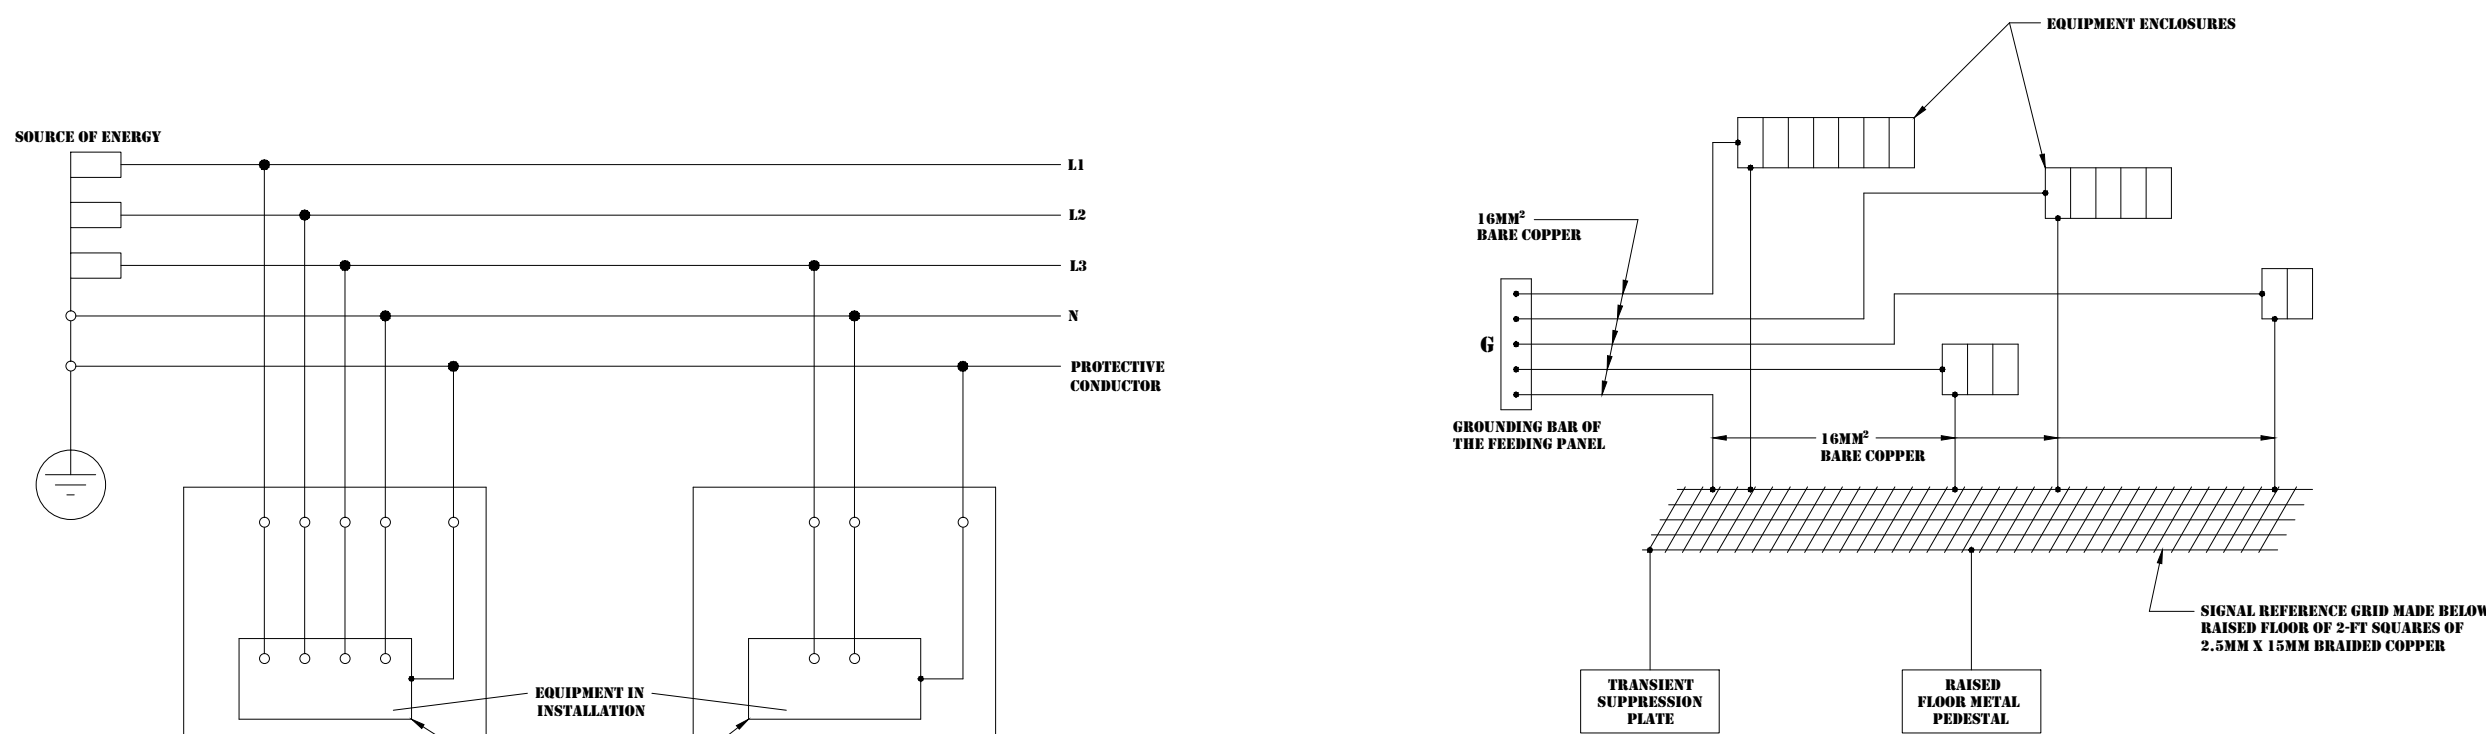 SOURCE OF ENERGY
L1
L2
L3
N
PROTECTIVE
CONDUCTOR
EQUIPMENT IN
INSTALLATION
EQUIPMENT ENCLOSURES
16MM²
BARE COPPER
G
GROUNDING BAR OF
THE FEEDING PANEL
16MM²
BARE COPPER
SIGNAL REFERENCE GRID MADE BELOW
RAISED FLOOR OF 2-FT SQUARES OF
2.5MM X 15MM BRAIDED COPPER
TRANSIENT
SUPPRESSION
PLATE
RAISED
FLOOR METAL
PEDESTAL